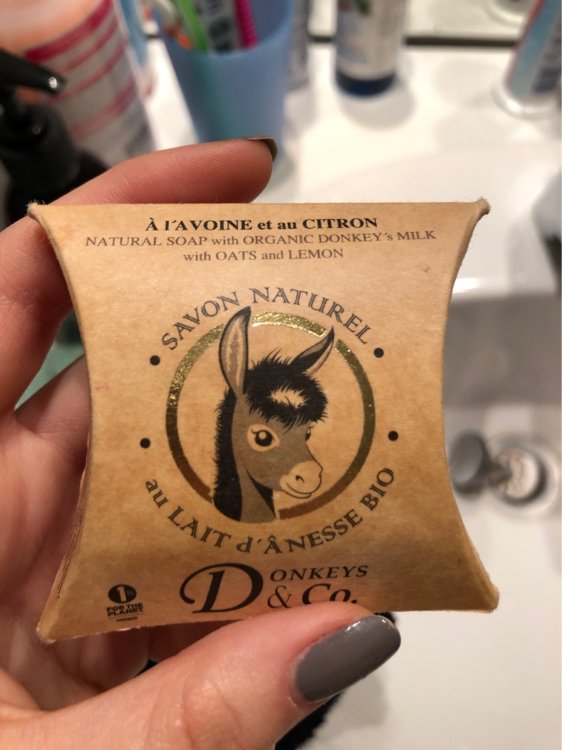 À l´AVOINE et au CITRON
NATURAL SOAP with ORGANIC DONKEY´s MILK
with OATS and LEMON
SAVON NATUREL
au LAIT d´ÂNESSE BIO
1%
FOR THE
PLANET
DONKEYS
& Co.